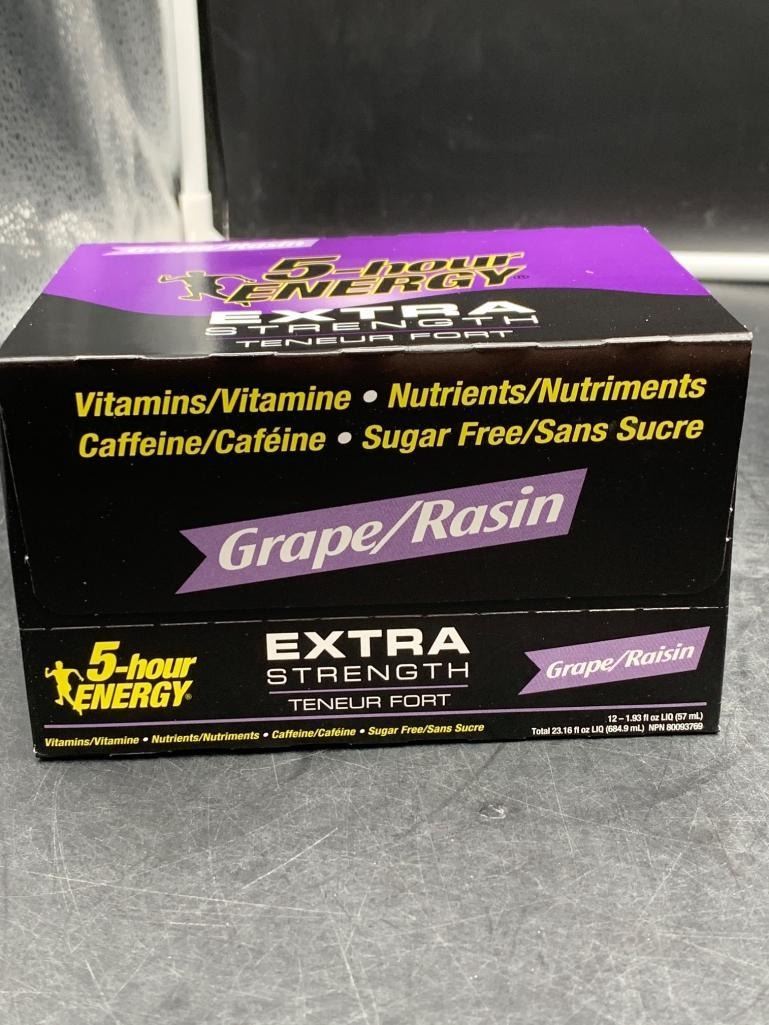 Grape/Raisin
5-hour
ENERGY®
EXTRA
STRENGTH
TENEUR FORT
Vitamins/Vitamine • Nutrients/Nutriments
Caffeine/Caféine • Sugar Free/Sans Sucre
Grape/Rasin
5-hour
ENERGY®
EXTRA
STRENGTH
TENEUR FORT
Grape/Raisin
12 – 1.93 fl oz LIQ (57 mL)
Vitamins/Vitamine • Nutrients/Nutriments • Caffeine/Caféine • Sugar Free/Sans Sucre
Total 23.16 fl oz LIQ (684.9 mL) NPN 80093769